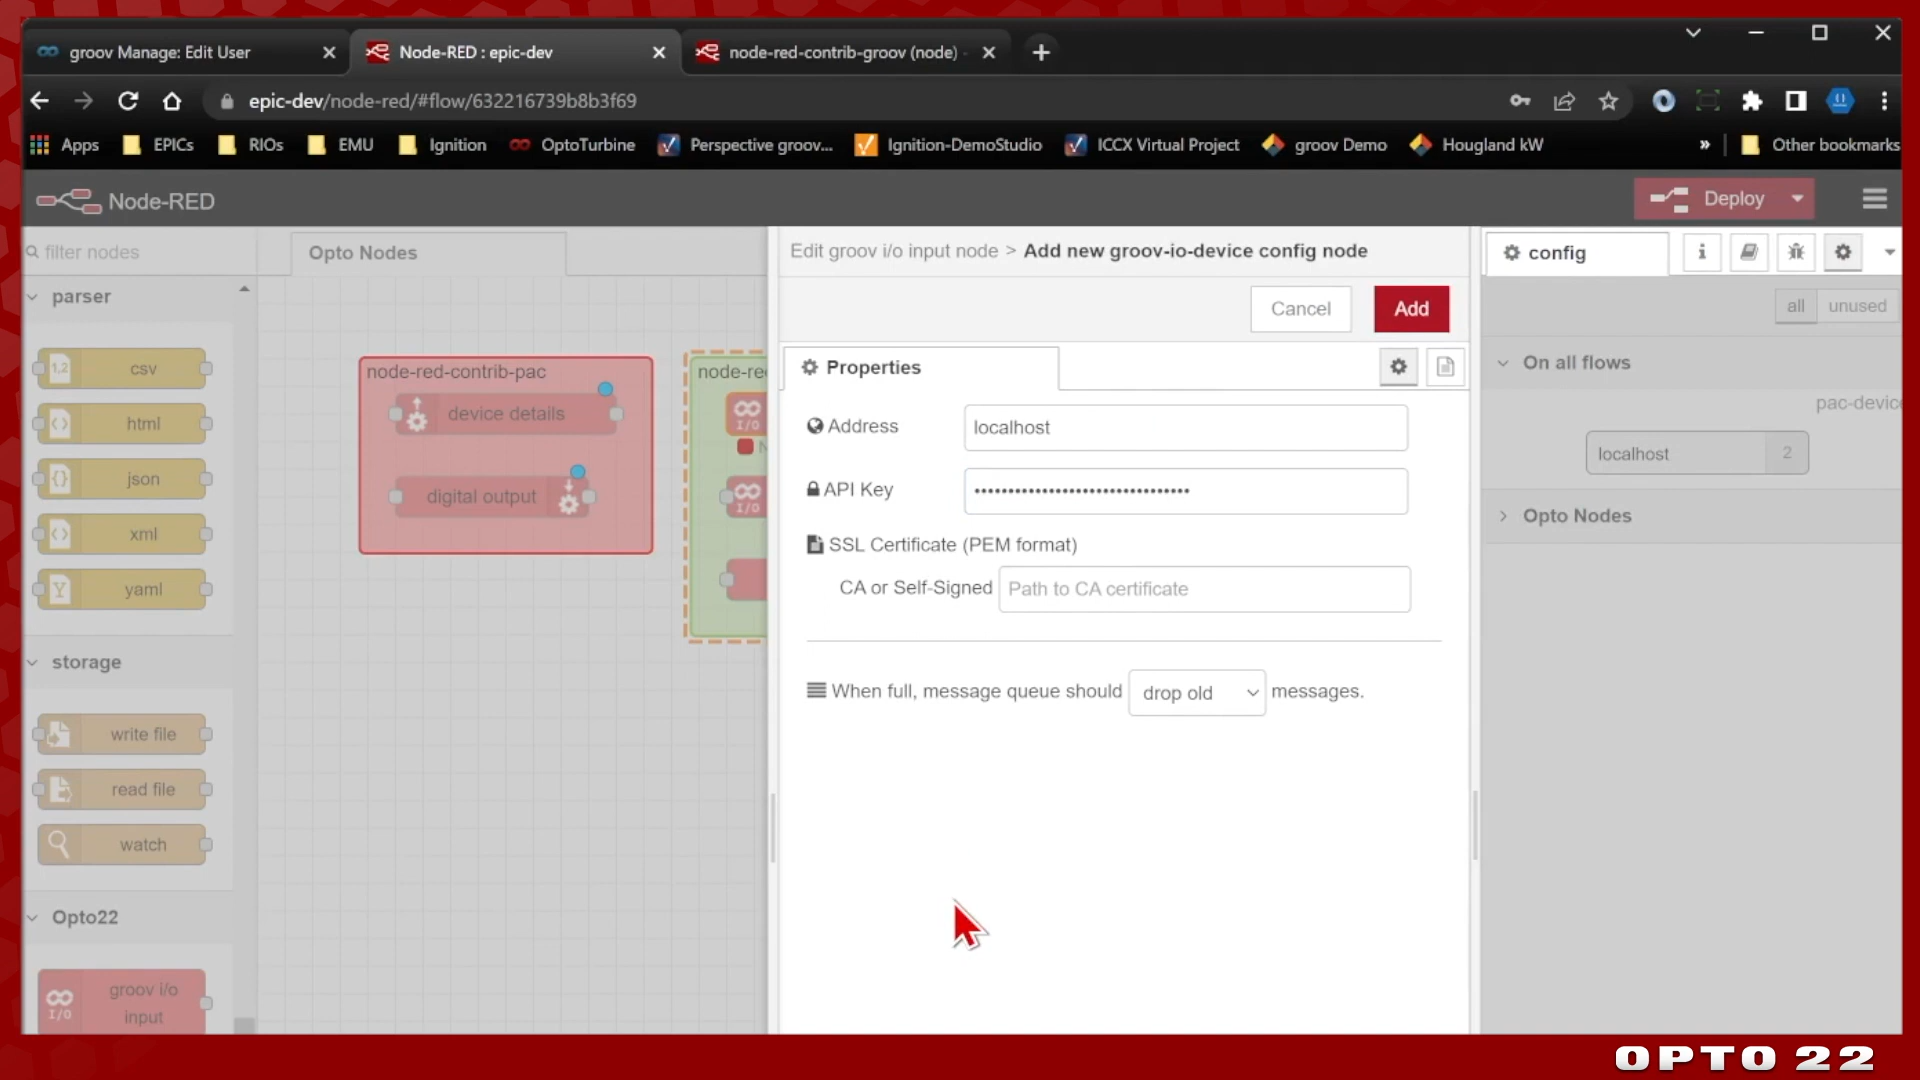 groov Manage: Edit User
Node-RED : epic-dev
node-red-contrib-groov (node)
epic-dev/node-red/#flow/632216739b8b3f69
Apps
EPICs
RIOs
EMU
Ignition
OptoTurbine
Perspective groov...
Ignition-DemoStudio
ICCX Virtual Project
groov Demo
Hougland kW
»
Other bookmarks
Node-RED
Deploy
filter nodes
parser
csv
html
json
xml
yaml
storage
write file
read file
watch
Opto22
groov i/o
input
Opto Nodes
node-red-contrib-pac
device details
digital output
node-re
I/O
I/O
Edit groov i/o input node > Add new groov-io-device config node
Cancel
Add
Properties
Address
localhost
API Key
••••••••••••••••••••••••••••••••
SSL Certificate (PEM format)
CA or Self-Signed
Path to CA certificate
When full, message queue should drop old messages.
config
all
unused
On all flows
pac-device
localhost
2
Opto Nodes
OPTO 22